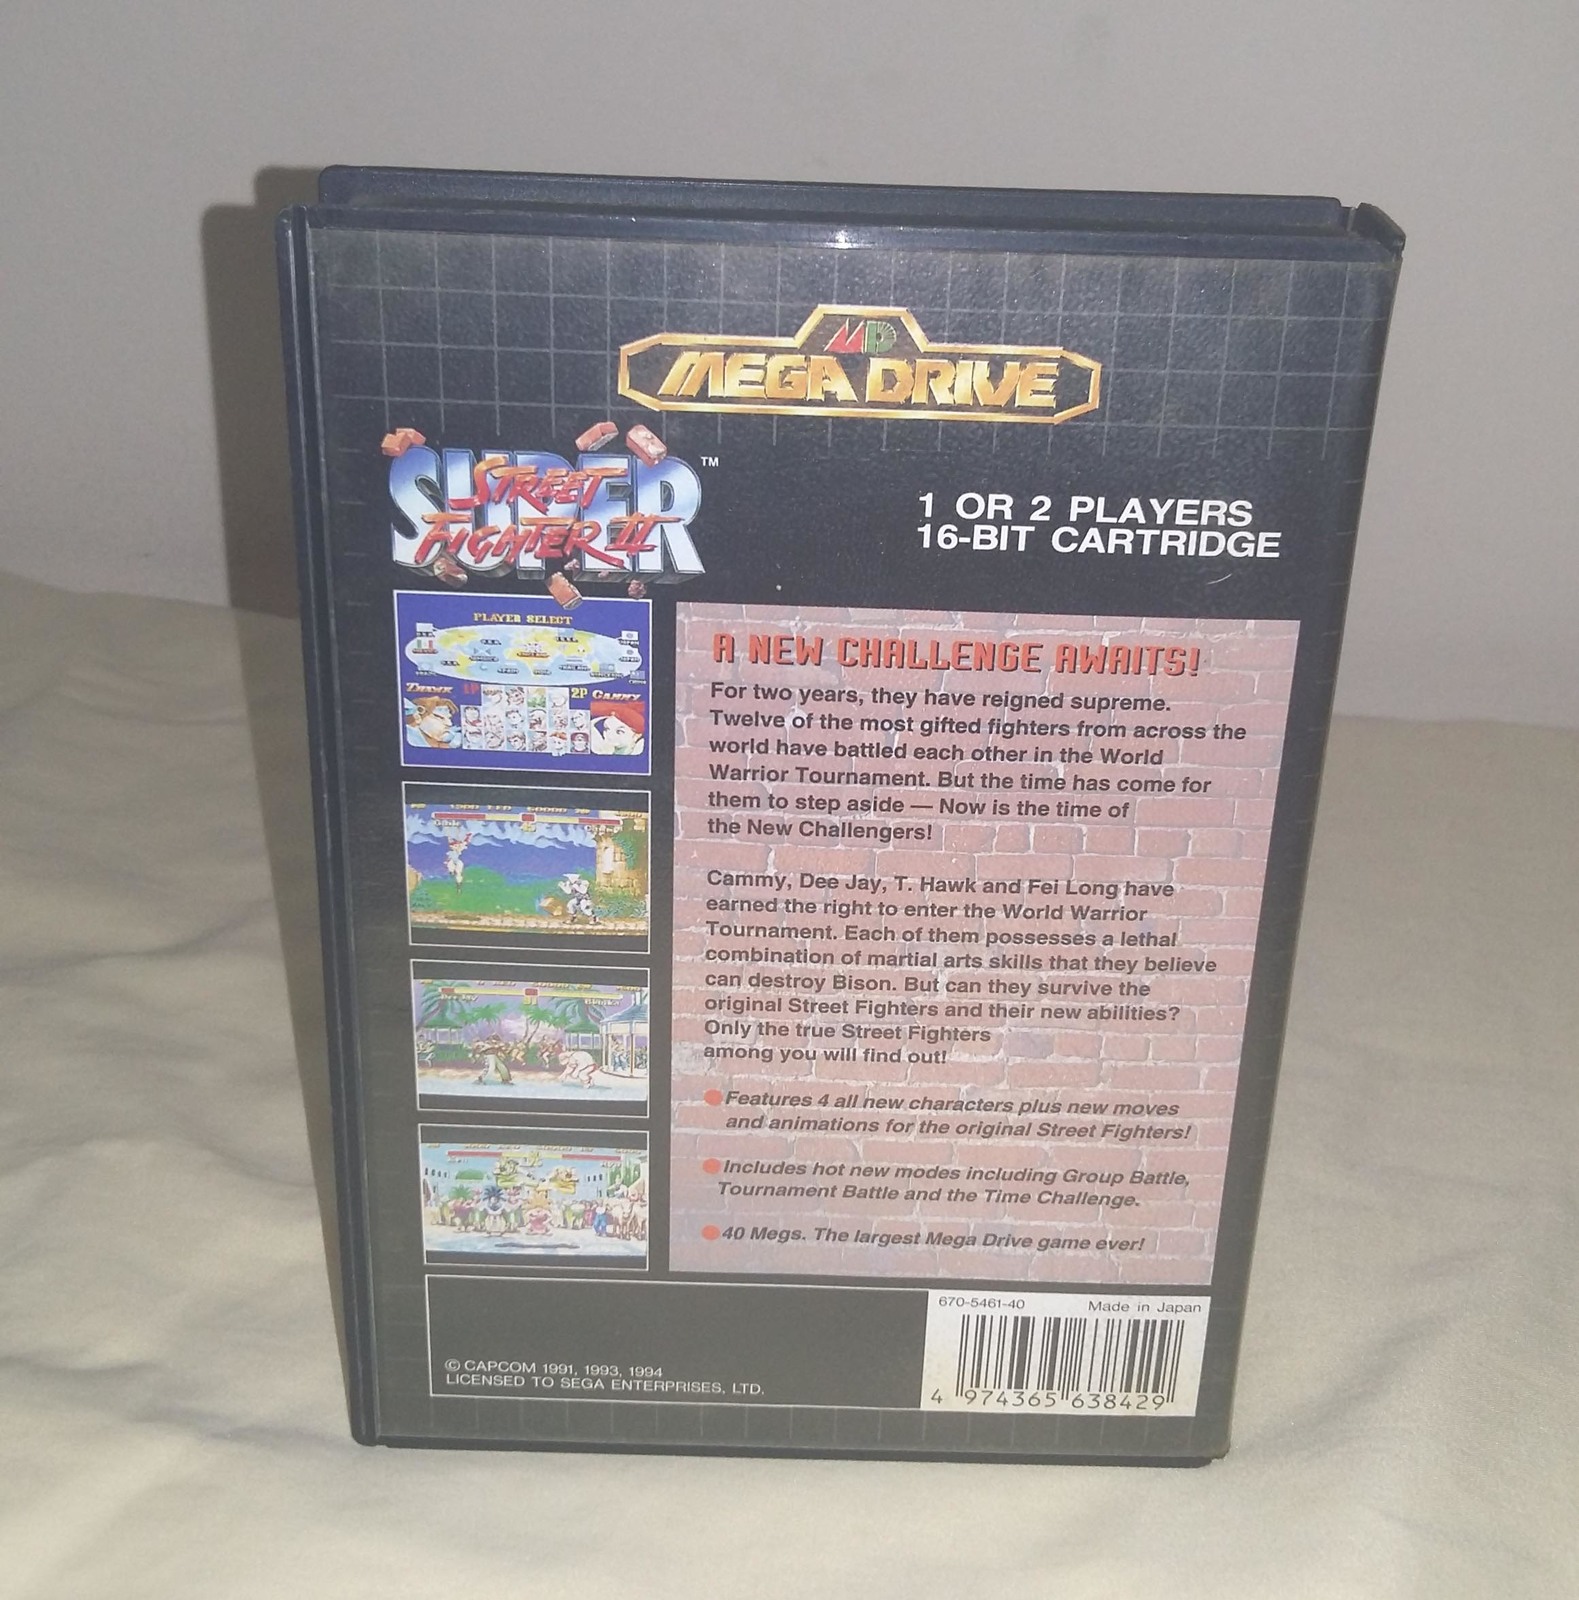 MD
MEGA DRIVE
SUPER
STREET
FIGHTER II
™
1 OR 2 PLAYERS
16-BIT CARTRIDGE
PLAYER SELECT
T.HAWK 1P
2P CAMMY
A NEW CHALLENGE AWAITS!
For two years, they have reigned supreme.
Twelve of the most gifted fighters from across the
world have battled each other in the World
Warrior Tournament. But the time has come for
them to step aside — Now is the time of
the New Challengers!
Cammy, Dee Jay, T. Hawk and Fei Long have
earned the right to enter the World Warrior
Tournament. Each of them possesses a lethal
combination of martial arts skills that they believe
can destroy Bison. But can they survive the
original Street Fighters and their new abilities?
Only the true Street Fighters
among you will find out!
Features 4 all new characters plus new moves
and animations for the original Street Fighters!
Includes hot new modes including Group Battle,
Tournament Battle and the Time Challenge.
40 Megs. The largest Mega Drive game ever!
© CAPCOM 1991, 1993, 1994
LICENSED TO SEGA ENTERPRISES, LTD.
670-5461-40 Made in Japan
4 974365 638429